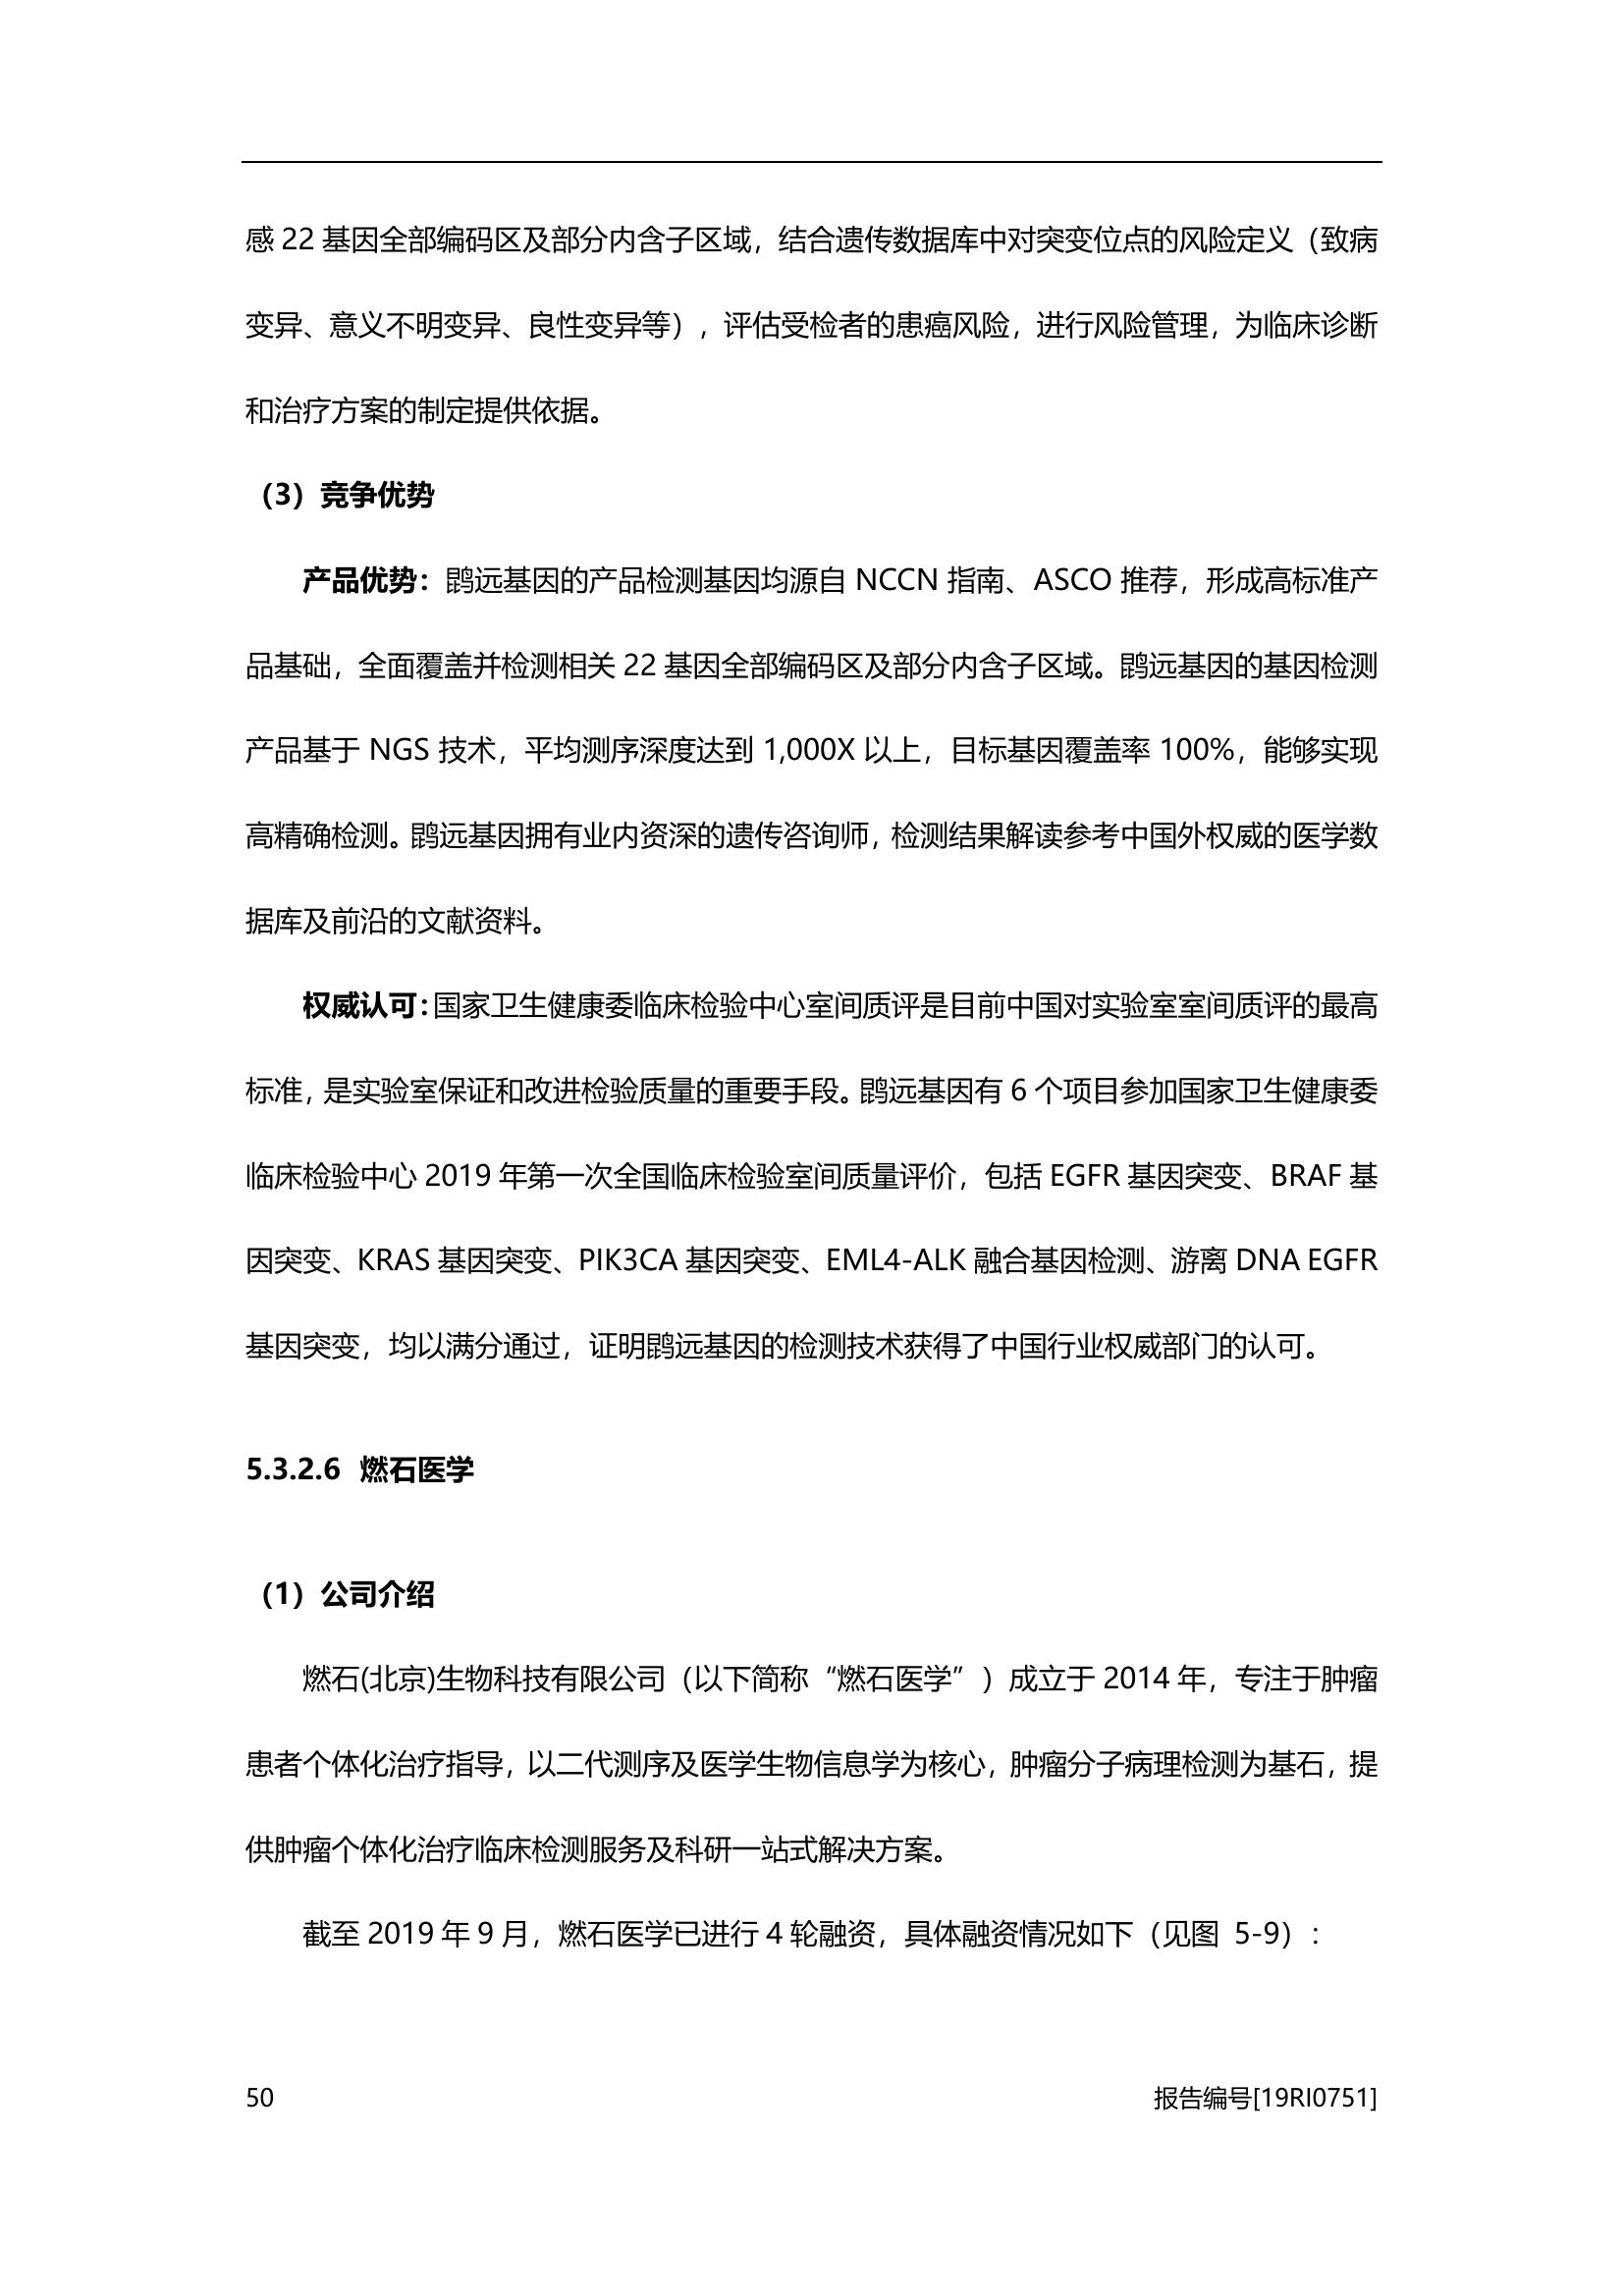 感 22 基因全部编码区及部分内含子区域，结合遗传数据库中对突变位点的风险定义（致病
变异、意义不明变异、良性变异等），评估受检者的患癌风险，进行风险管理，为临床诊断
和治疗方案的制定提供依据。
（3）竞争优势
产品优势：鹍远基因的产品检测基因均源自 NCCN 指南、ASCO 推荐，形成高标准产
品基础，全面覆盖并检测相关 22 基因全部编码区及部分内含子区域。鹍远基因的基因检测
产品基于 NGS 技术，平均测序深度达到 1,000X 以上，目标基因覆盖率 100%，能够实现
高精确检测。鹍远基因拥有业内资深的遗传咨询师，检测结果解读参考中国外权威的医学数
据库及前沿的文献资料。
权威认可：国家卫生健康委临床检验中心室间质评是目前中国对实验室室间质评的最高
标准，是实验室保证和改进检验质量的重要手段。鹍远基因有 6 个项目参加国家卫生健康委
临床检验中心 2019 年第一次全国临床检验室间质量评价，包括 EGFR 基因突变、BRAF 基
因突变、KRAS 基因突变、PIK3CA 基因突变、EML4-ALK 融合基因检测、游离 DNA EGFR
基因突变，均以满分通过，证明鹍远基因的检测技术获得了中国行业权威部门的认可。
5.3.2.6 燃石医学
（1）公司介绍
燃石(北京)生物科技有限公司（以下简称“燃石医学”）成立于 2014 年，专注于肿瘤
患者个体化治疗指导，以二代测序及医学生物信息学为核心，肿瘤分子病理检测为基石，提
供肿瘤个体化治疗临床检测服务及科研一站式解决方案。
截至 2019 年 9 月，燃石医学已进行 4 轮融资，具体融资情况如下（见图 5-9）：
50 报告编号[19RI0751]